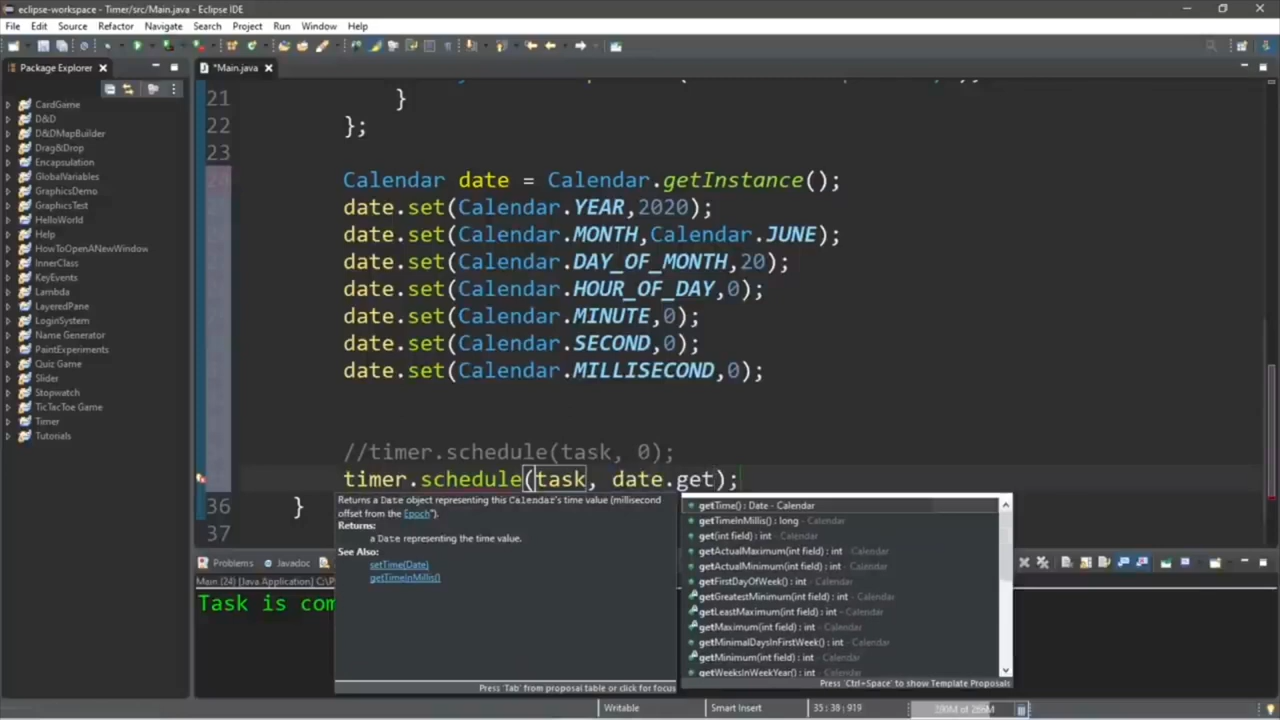 eclipse-workspace - Timer/src/Main.java - Eclipse IDE
File Edit Source Refactor Navigate Search Project Run Window Help
Package Explorer
*Main.java
CardGame
D&D
D&DMapBuilder
Drag&Drop
Encapsulation
GlobalVariables
GraphicsDemo
GraphicsTest
HelloWorld
Help
HowToOpenANewWindow
InnerClass
KeyEvents
Lambda
LayeredPane
LoginSystem
Name Generator
PaintExperiments
Quiz Game
Slider
Stopwatch
TicTacToe Game
Timer
Tutorials
21 }
22 };
23
Calendar date = Calendar.getInstance();
date.set(Calendar.YEAR,2020);
date.set(Calendar.MONTH,Calendar.JUNE);
date.set(Calendar.DAY_OF_MONTH,20);
date.set(Calendar.HOUR_OF_DAY,0);
date.set(Calendar.MINUTE,0);
date.set(Calendar.SECOND,0);
date.set(Calendar.MILLISECOND,0);
//timer.schedule(task, 0);
timer.schedule(task, date.get);
36 }
37
Returns a Date object representing this Calendar's time value (millisecond
offset from the Epoch").
Returns:
a Date representing the time value.
See Also:
setTime(Date)
getTimeInMillis()
Press 'Tab' from proposal table or click for focus
getTime() : Date - Calendar
getTimeInMillis() : long - Calendar
get(int field) : int - Calendar
getActualMaximum(int field) : int - Calendar
getActualMinimum(int field) : int - Calendar
getFirstDayOfWeek() : int - Calendar
getGreatestMinimum(int field) : int - Calendar
getLeastMaximum(int field) : int - Calendar
getMaximum(int field) : int - Calendar
getMinimalDaysInFirstWeek() : int - Calendar
getMinimum(int field) : int - Calendar
getWeeksInWeekYear() : int - Calendar
Press 'Ctrl+Space' to show Template Proposals
Problems Javadoc
Main (24) [Java Application] C:\P
Task is com
Writable Smart Insert 35 : 38 : 919